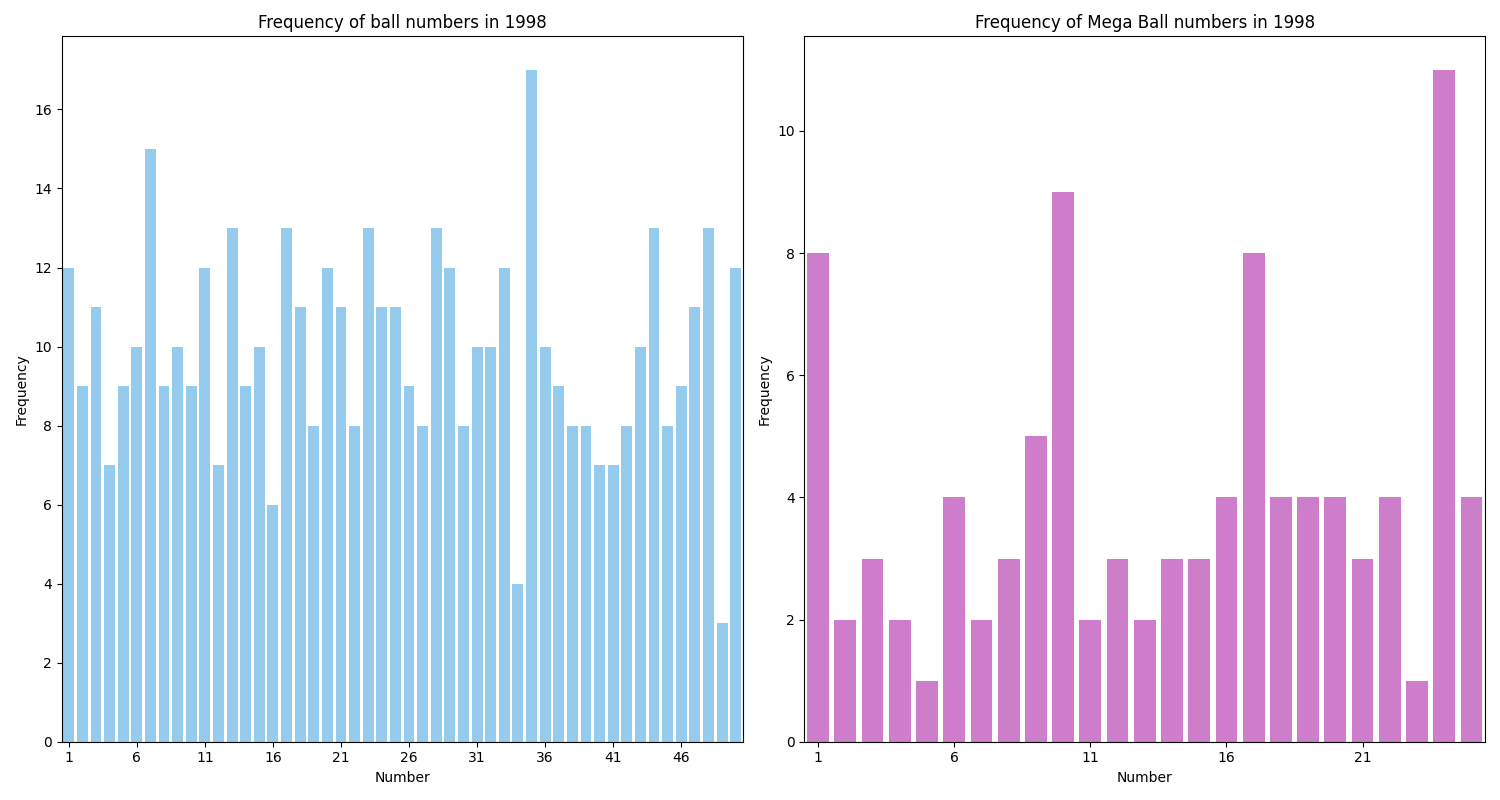 Frequency of ball numbers in 1998
Frequency
16
14
12
10
8
6
4
2
0
1 6 11 16 21 26 31 36 41 46
Number
Frequency of Mega Ball numbers in 1998
Frequency
10
8
6
4
2
0
1 6 11 16 21
Number